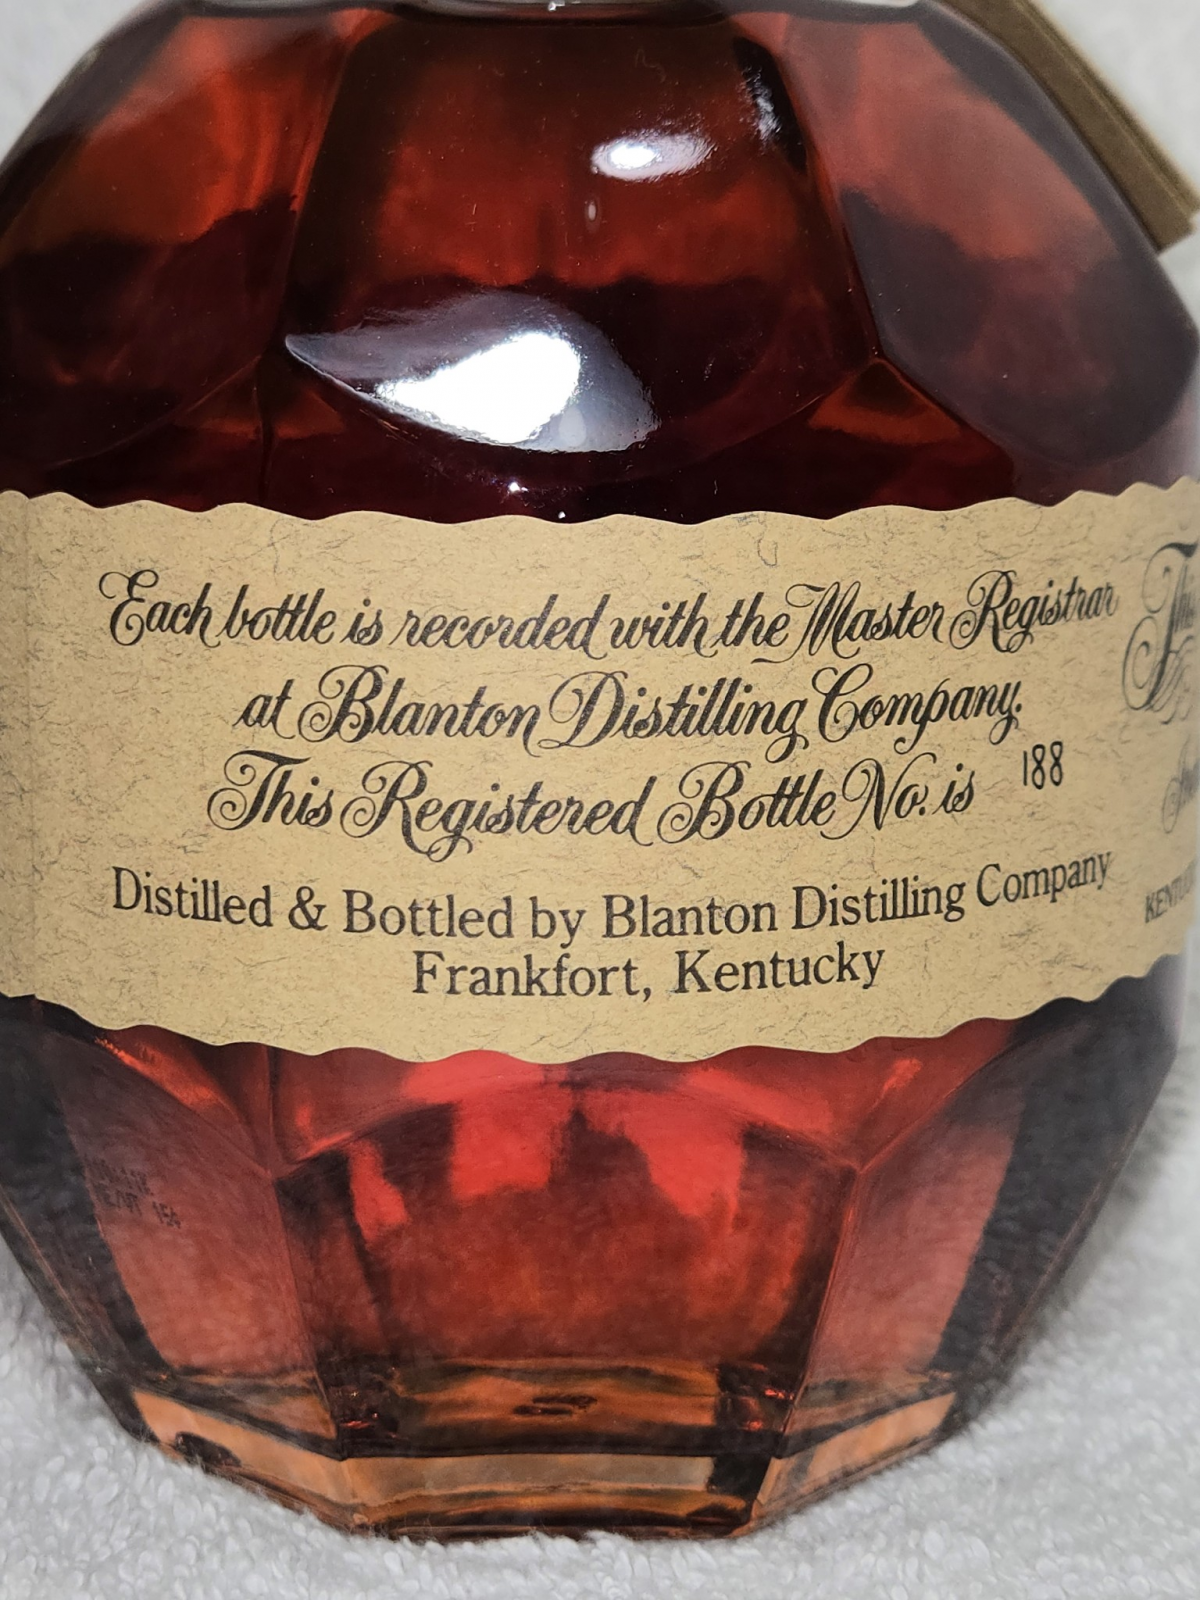 Each bottle is recorded with the Master Registrar
at Blanton Distilling Company.
This Registered Bottle No. is 188
Distilled & Bottled by Blanton Distilling Company
Frankfort, Kentucky